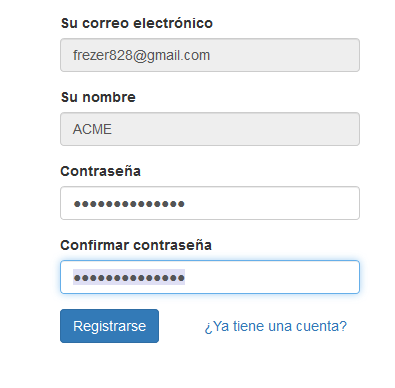 Su correo electrónico
frezer828@gmail.com
Su nombre
ACME
Contraseña
●●●●●●●●●●●●●●
Confirmar contraseña
●●●●●●●●●●●●●●
Registrarse ¿Ya tiene una cuenta?